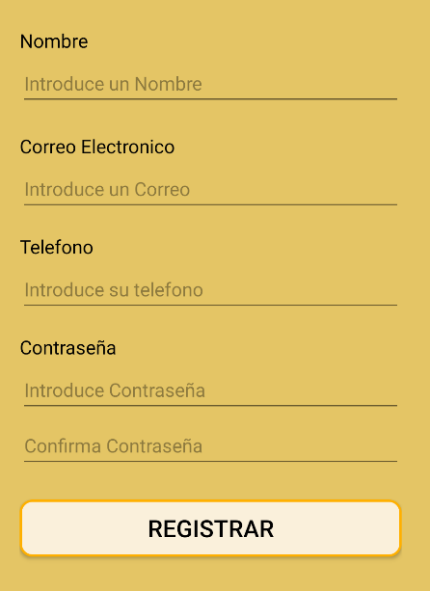 Nombre
Introduce un Nombre
Correo Electronico
Introduce un Correo
Telefono
Introduce su telefono
Contraseña
Introduce Contraseña
Confirma Contraseña
REGISTRAR